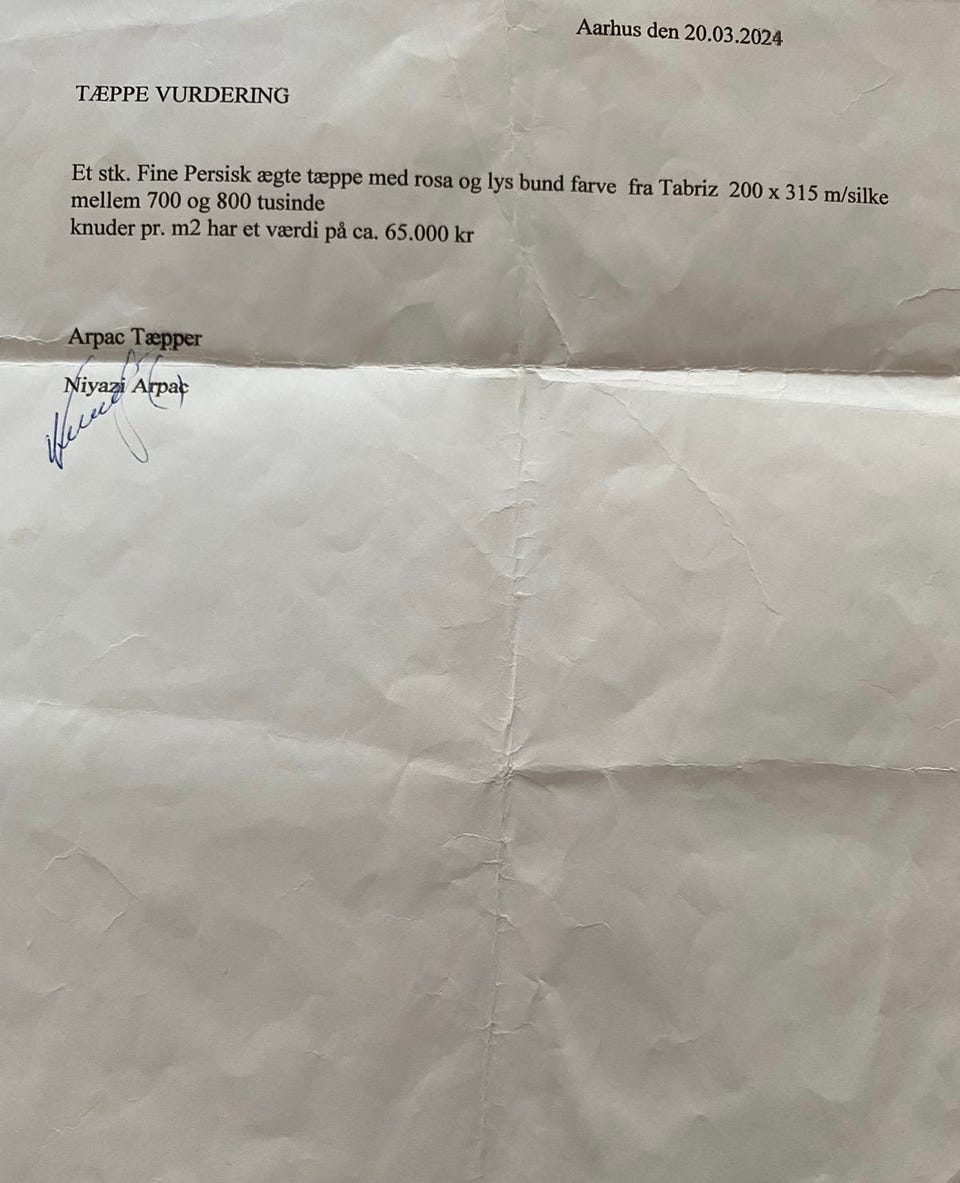 Aarhus den 20.03.2024
TÆPPE VURDERING
Et stk. Fine Persisk ægte tæppe med rosa og lys bund farve fra Tabriz 200 x 315 m/silke
mellem 700 og 800 tusinde
knuder pr. m2 har et værdi på ca. 65.000 kr
Arpac Tæpper
Niyazi Arpac